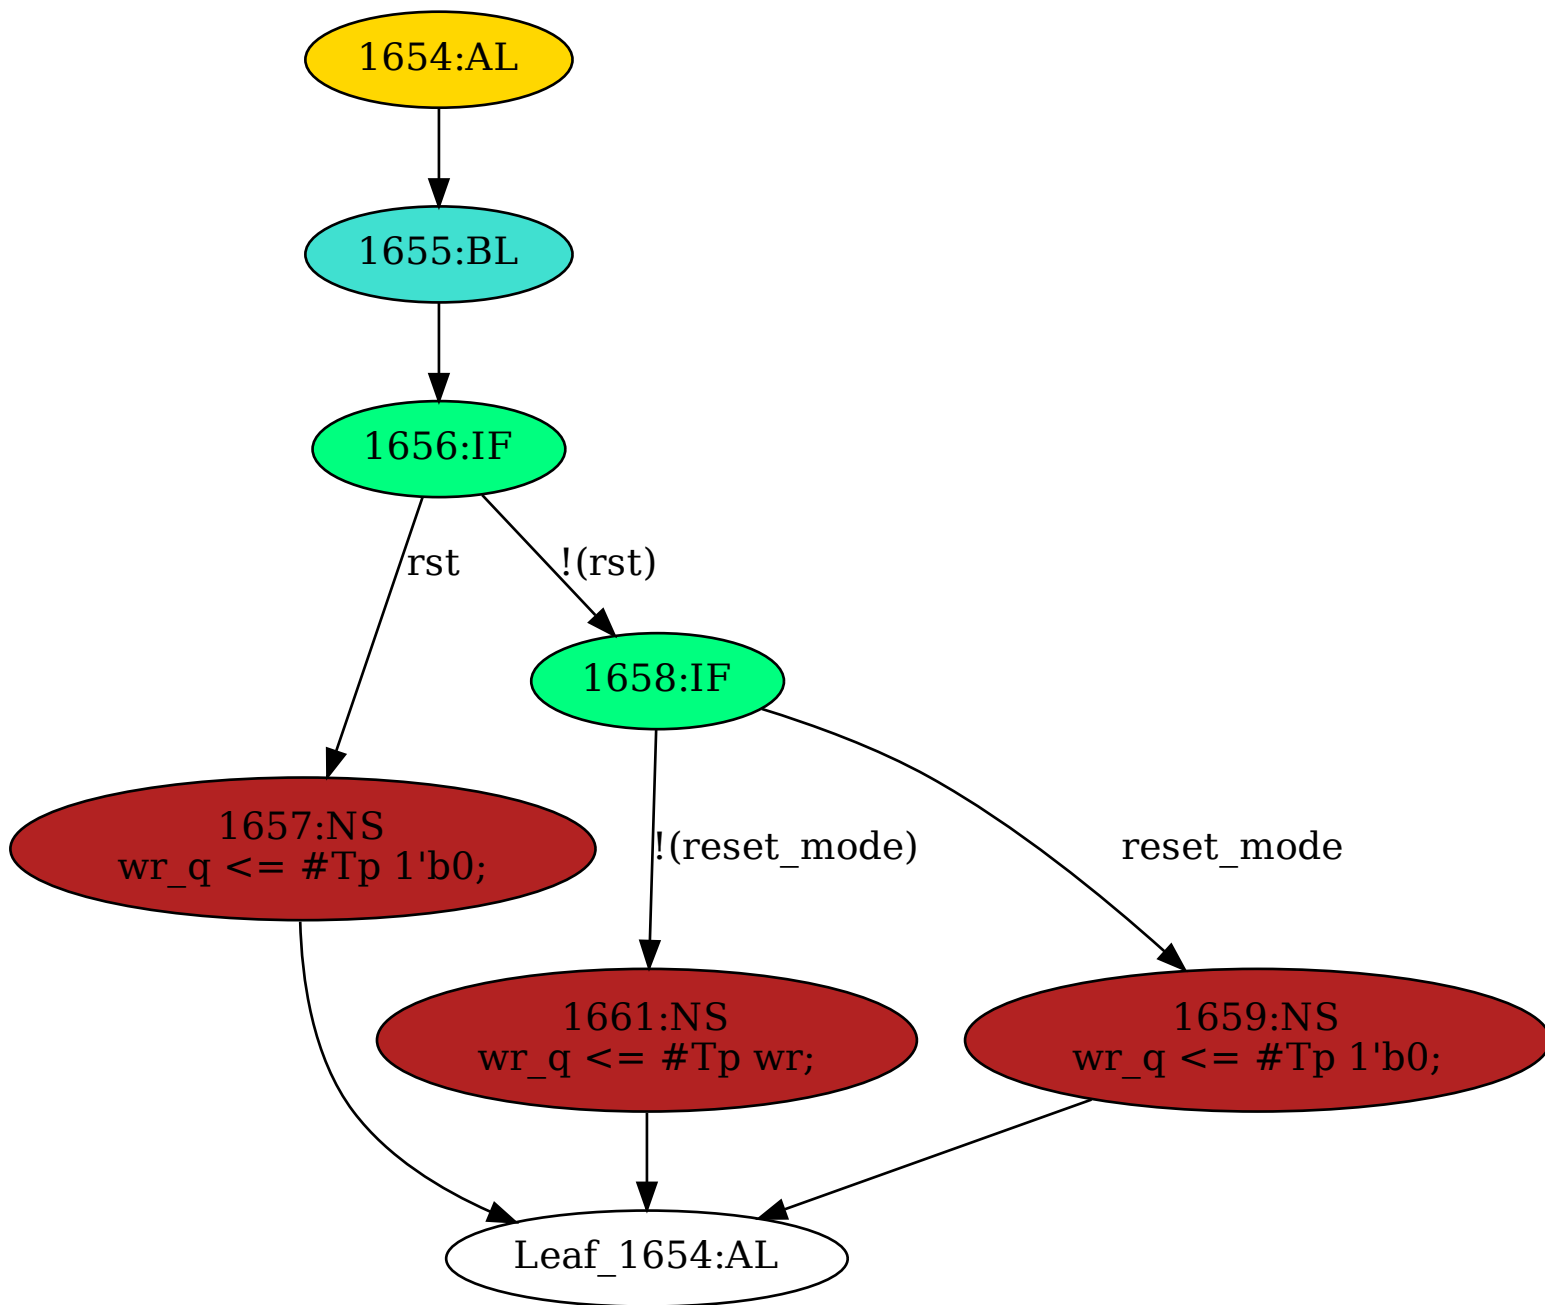 1654:AL
1655:BL
1656:IF
rst
!(rst)
1658:IF
1657:NS
wr_q <= #Tp 1'b0;
!(reset_mode)
reset_mode
1661:NS
wr_q <= #Tp wr;
1659:NS
wr_q <= #Tp 1'b0;
Leaf_1654:AL